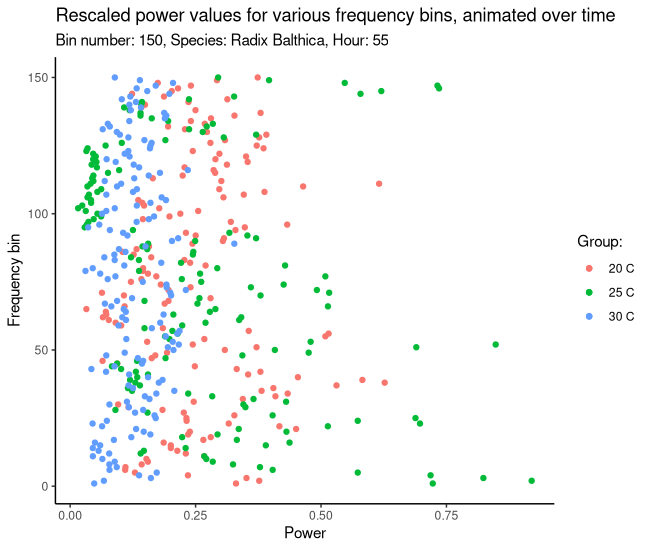 Rescaled power values for various frequency bins, animated over time
Bin number: 150, Species: Radix Balthica, Hour: 55
150
100
50
0
Frequency bin
0.00
0.25
0.50
0.75
Power
Group:
20 C
25 C
30 C